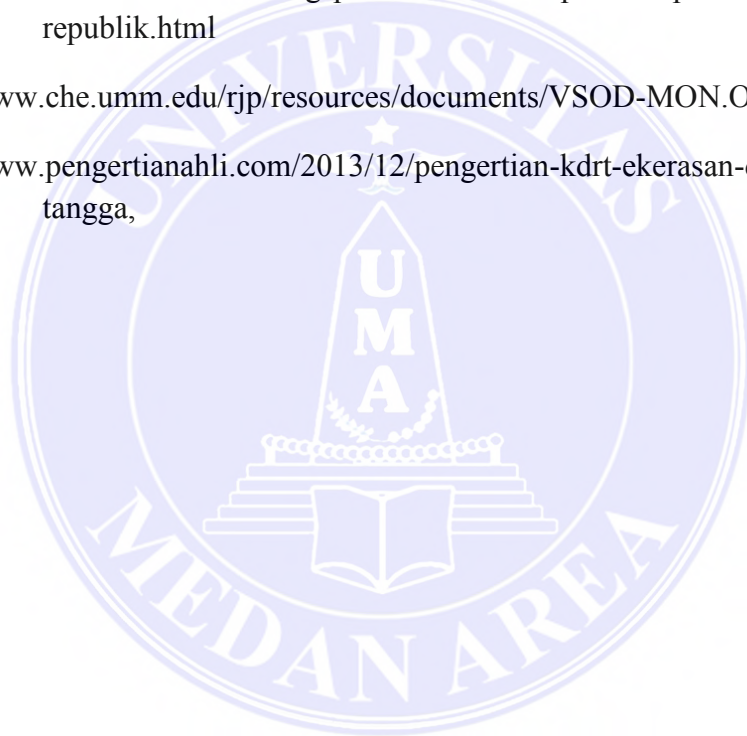 republik.html
ww.che.umm.edu/rjp/resources/documents/VSOD-MON.O
ww.pengertianahli.com/2013/12/pengertian-kdrt-ekerasan-
tangga,
UNIVERSITAS
U
M
A
MEDAN AREA